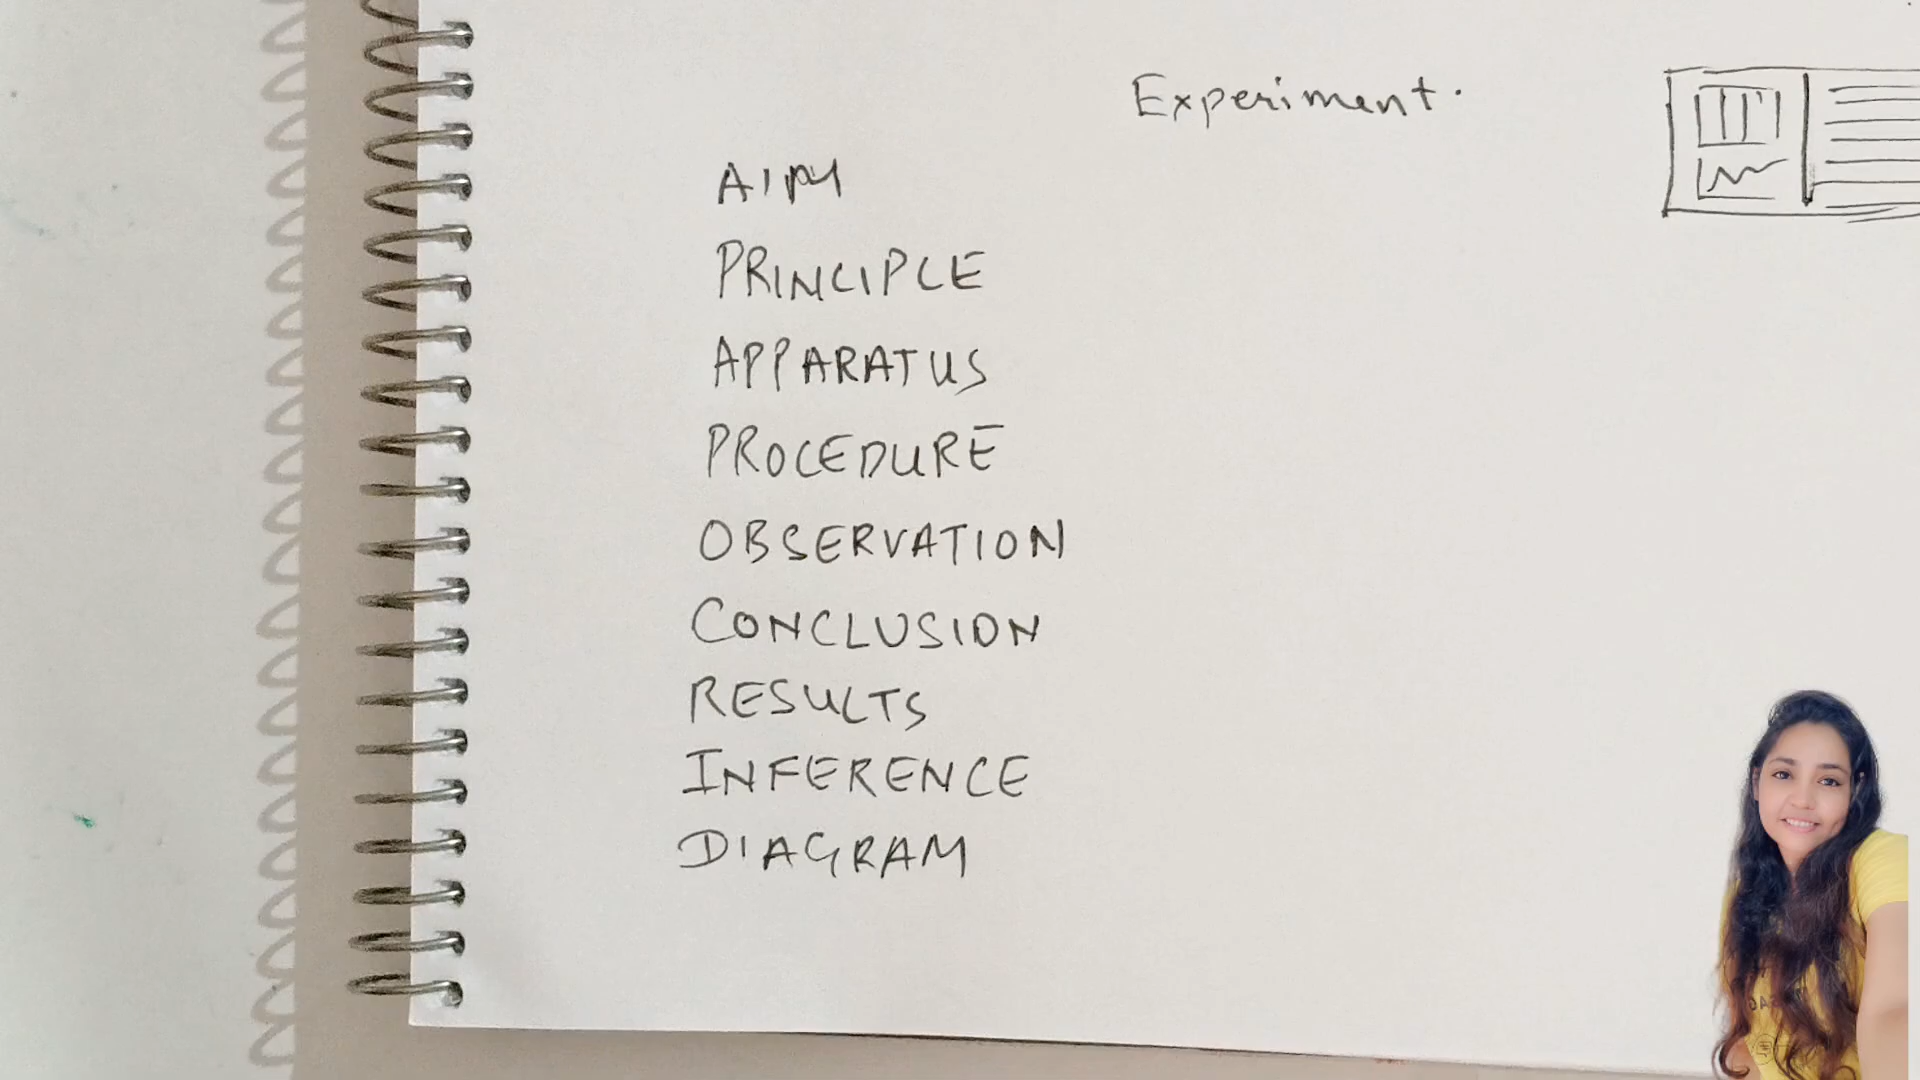 Experiment.
AIM
PRINCIPLE
APPARATUS
PROCEDURE
OBSERVATION
CONCLUSION
RESULTS
INFERENCE
DIAGRAM